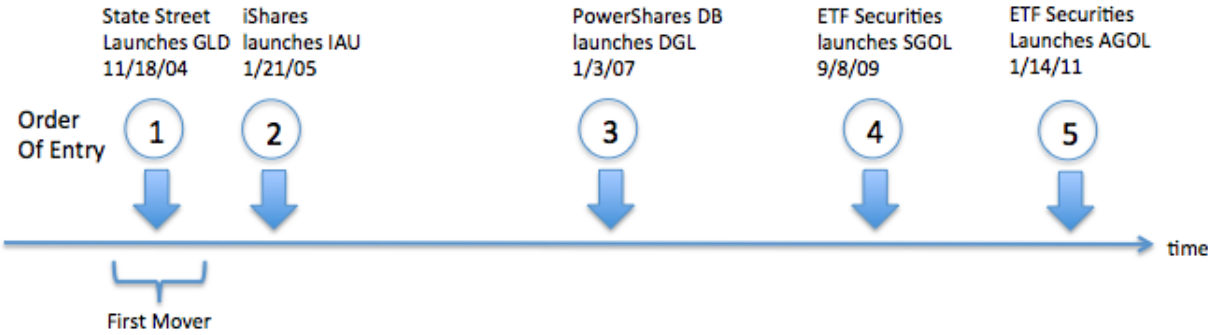 State Street
Launches GLD
11/18/04
iShares
launches IAU
1/21/05
PowerShares DB
launches DGL
1/3/07
ETF Securities
launches SGOL
9/8/09
ETF Securities
Launches AGOL
1/14/11
Order
Of Entry
1
2
3
4
5
time
First Mover